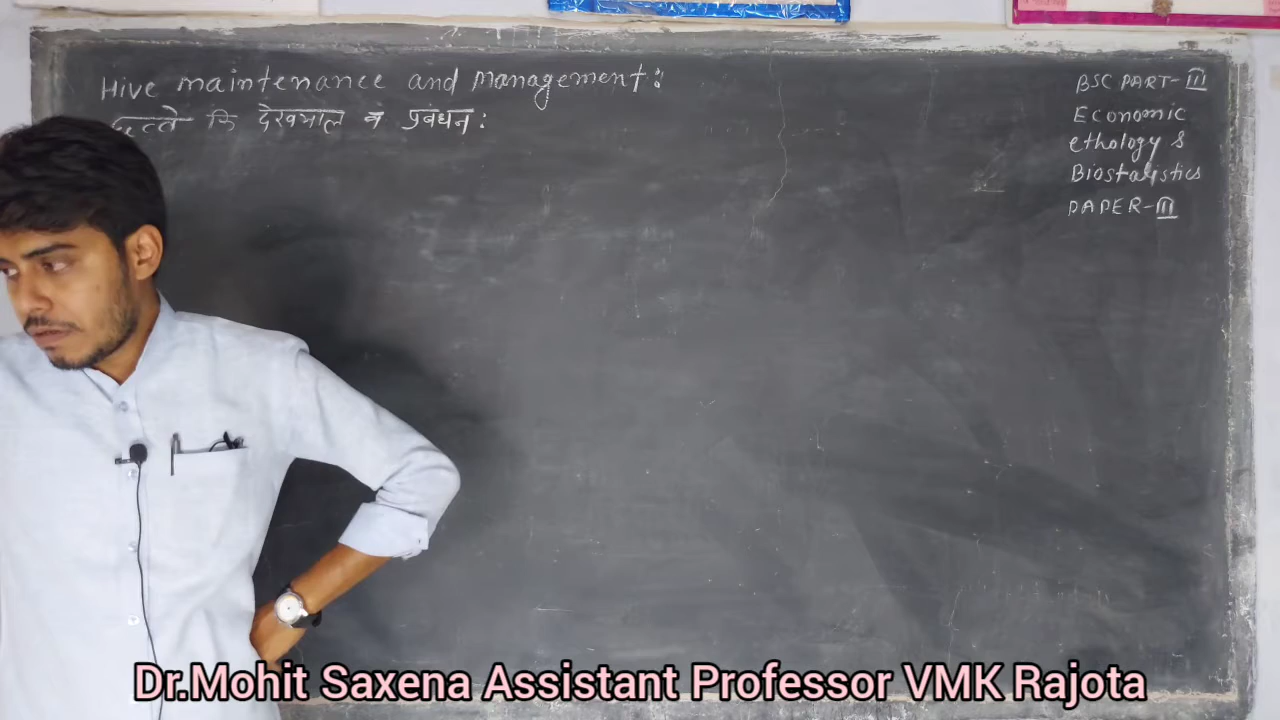 Hive maintenance and management:
छत्ते कि देखभाल व प्रबंधन:
BSC PART-III
Economic
ethology &
Biostatistics
PAPER-III
Dr.Mohit Saxena Assistant Professor VMK Rajota